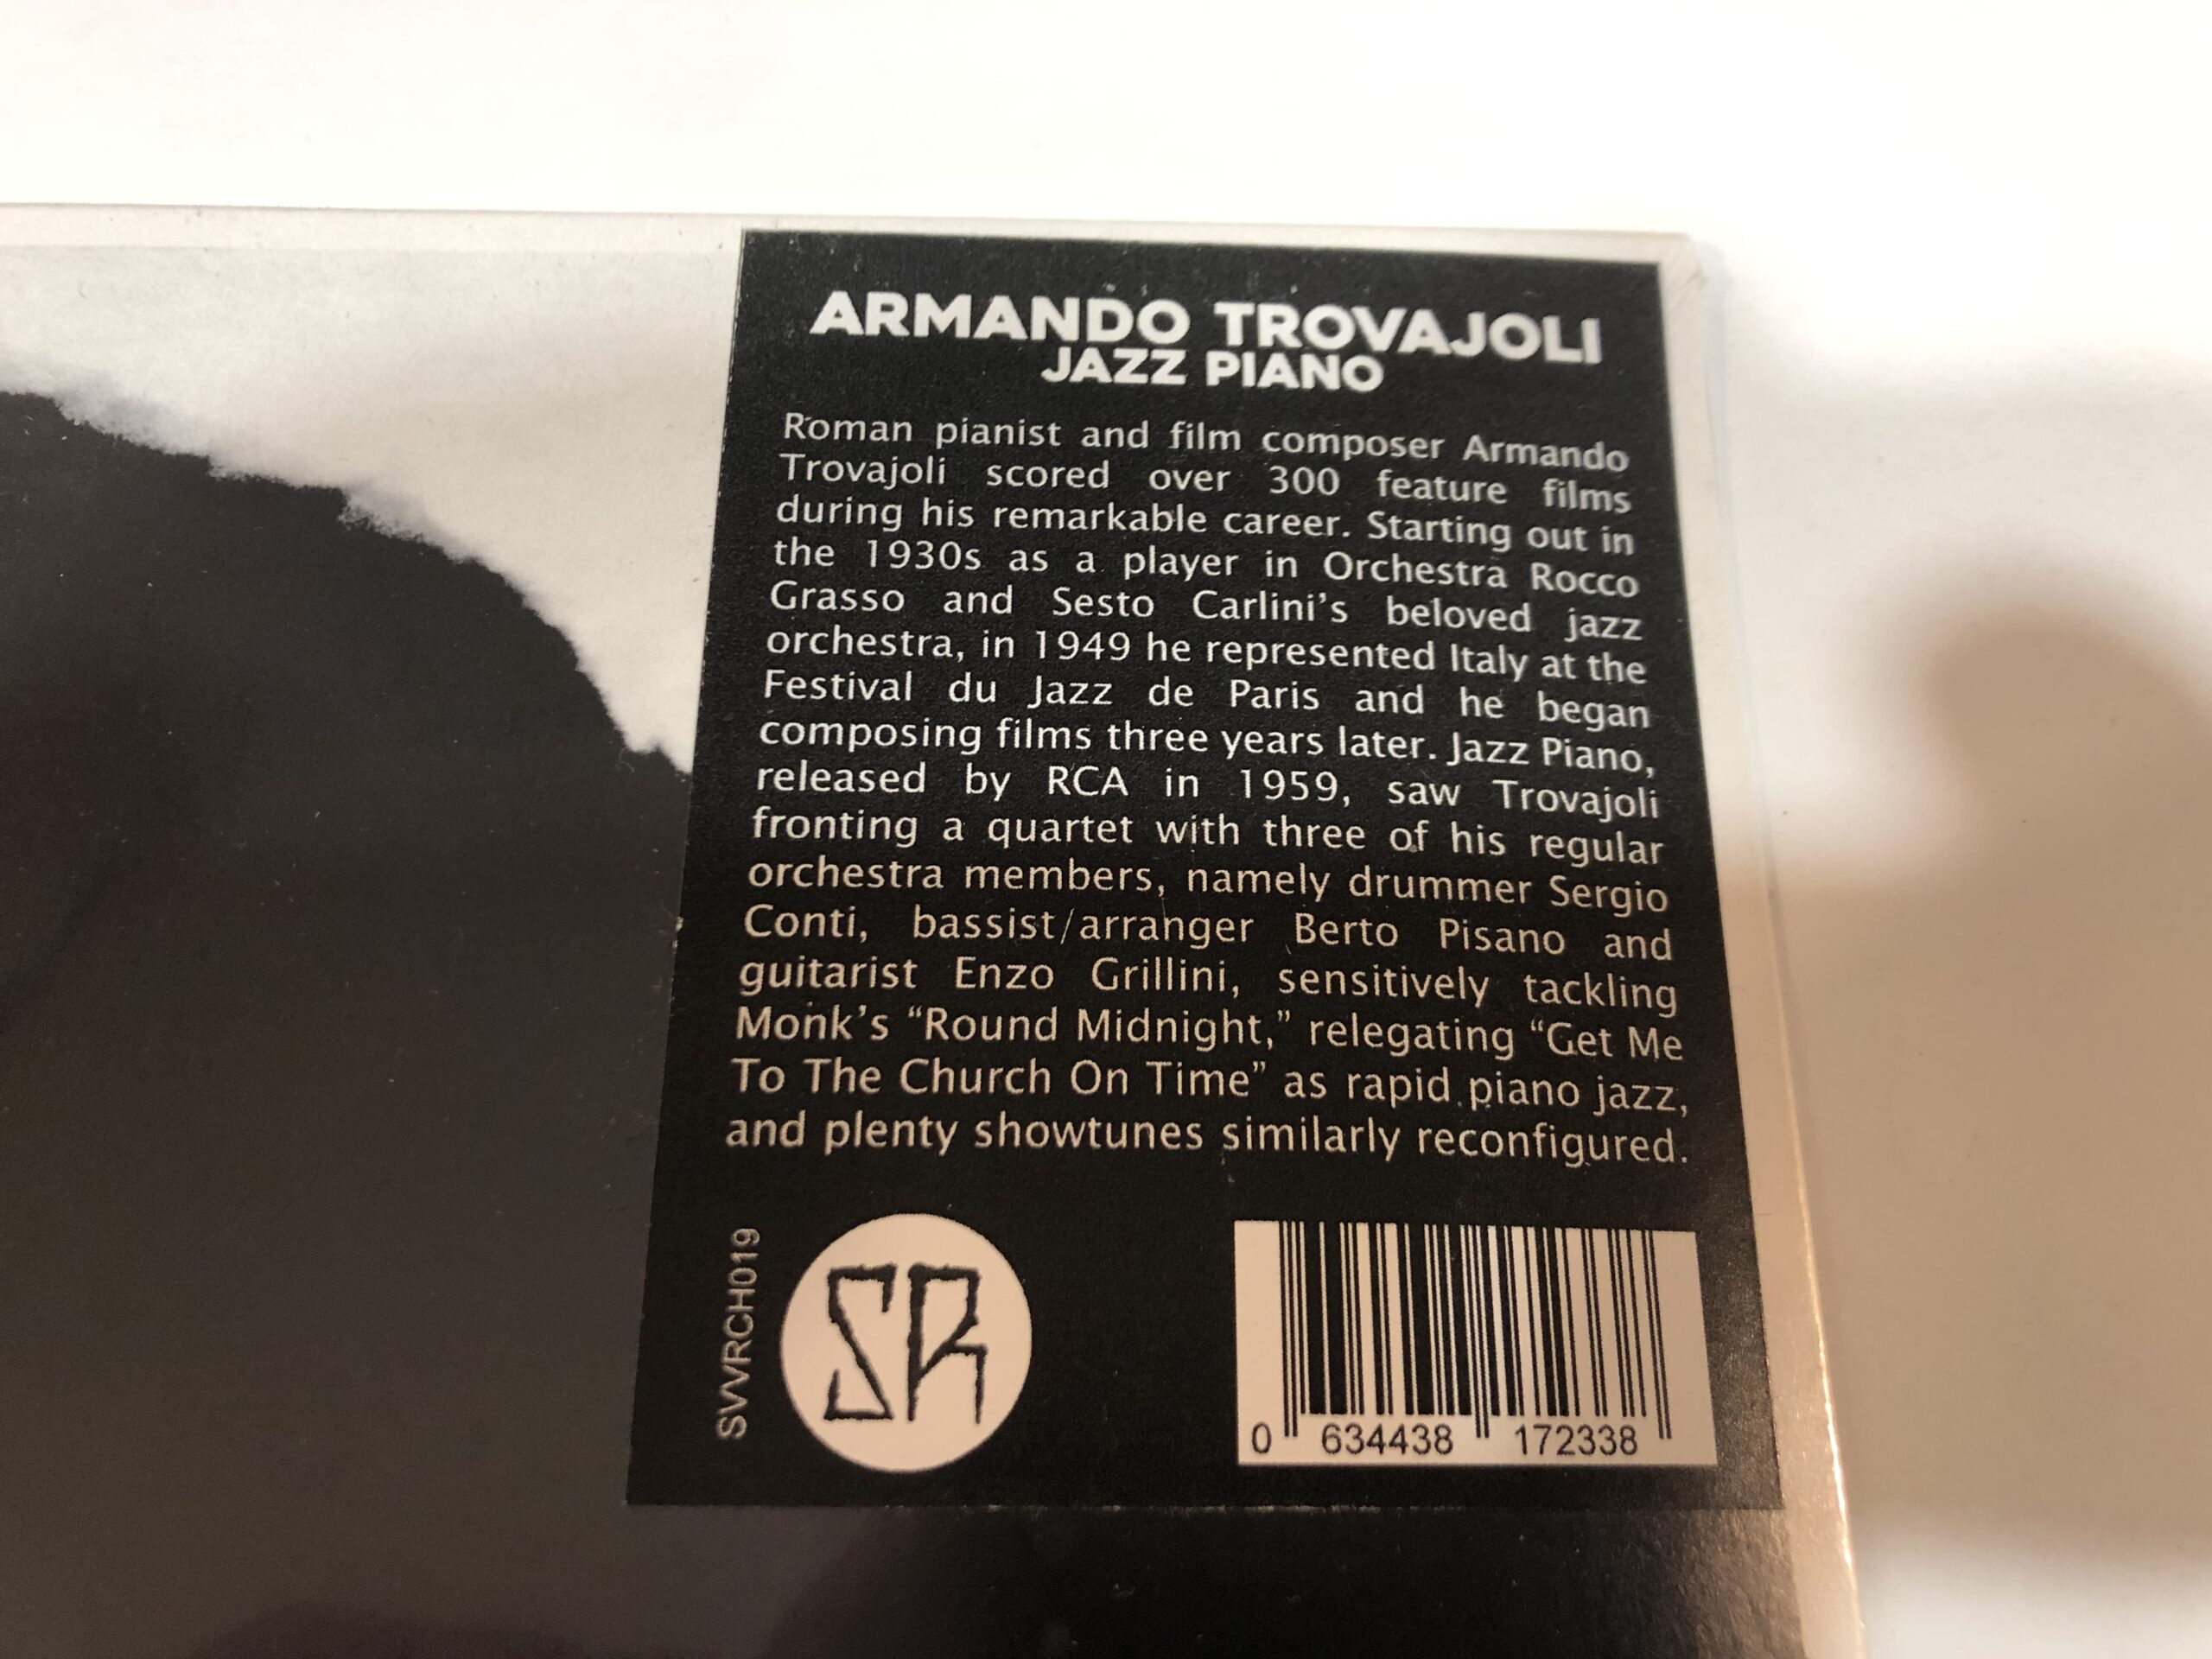 ARMANDO TROVAJOLI
JAZZ PIANO
Roman pianist and film composer Armando
Trovajoli scored over 300 feature films
during his remarkable career. Starting out in
the 1930s as a player in Orchestra Rocco
Grasso and Sesto Carlini's beloved jazz
orchestra, in 1949 he represented Italy at the
Festival du Jazz de Paris and he began
composing films three years later. Jazz Piano,
released by RCA in 1959, saw Trovajoli
fronting a quartet with three of his regular
orchestra members, namely drummer Sergio
Conti, bassist/arranger Berto Pisano and
guitarist Enzo Grillini, sensitively tackling
Monk's “Round Midnight,” relegating “Get Me
To The Church On Time” as rapid piano jazz,
and plenty showtunes similarly reconfigured.
SVVRCH019
SR
0 634438 172338